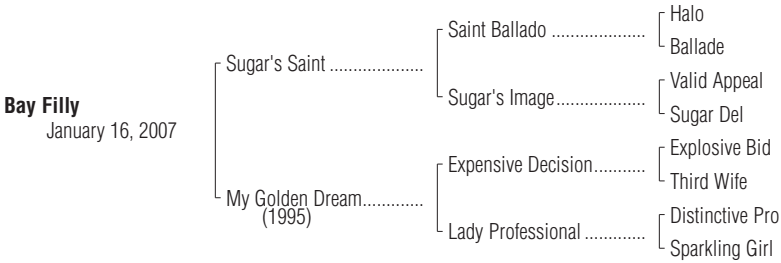 Halo
Saint Ballado ....................
Ballade
Sugar's Saint ....................
Valid Appeal
Sugar's Image...................
Sugar Del
Bay Filly
January 16, 2007
Explosive Bid
Expensive Decision...........
Third Wife
My Golden Dream.............
(1995)
Distinctive Pro
Lady Professional .............
Sparkling Girl